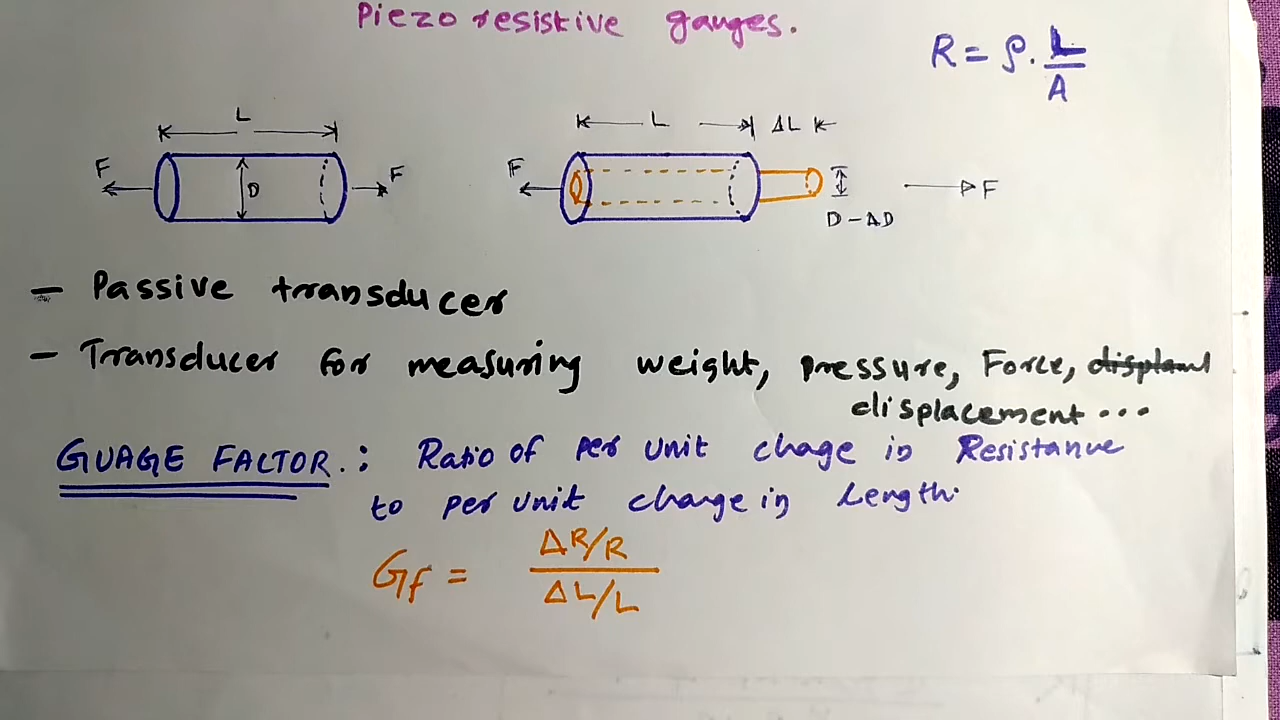 Piezo resistive gauges.
R = ρ. L/A
L
F
D
F
L ΔL
F
D-ΔD
F
- Passive transducer
- Transducer for measuring weight, pressure, Force,
displacement...
GUAGE FACTOR.: Ratio of per unit chage in Resistance
to per unit change in Length.
Gf = ΔR/R
ΔL/L